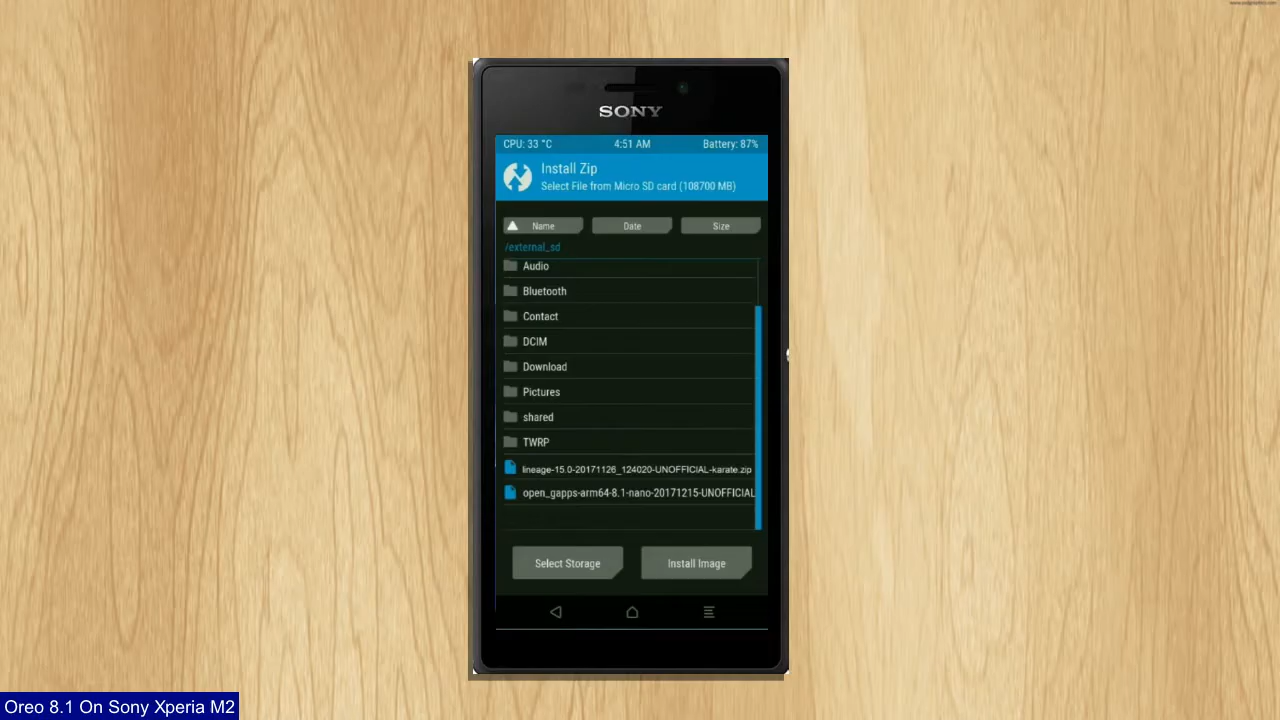 SONY
CPU: 33 °C 4:51 AM Battery: 87%
Install Zip
Select File from Micro SD card (108700 MB)
Name Date Size
/external_sd
Audio
Bluetooth
Contact
DCIM
Download
Pictures
shared
TWRP
lineage-15.0-20171126_124020-UNOFFICIAL-karate.zip
open_gapps-arm64-8.1-nano-20171215-UNOFFICIAL
Select Storage Install Image
Oreo 8.1 On Sony Xperia M2